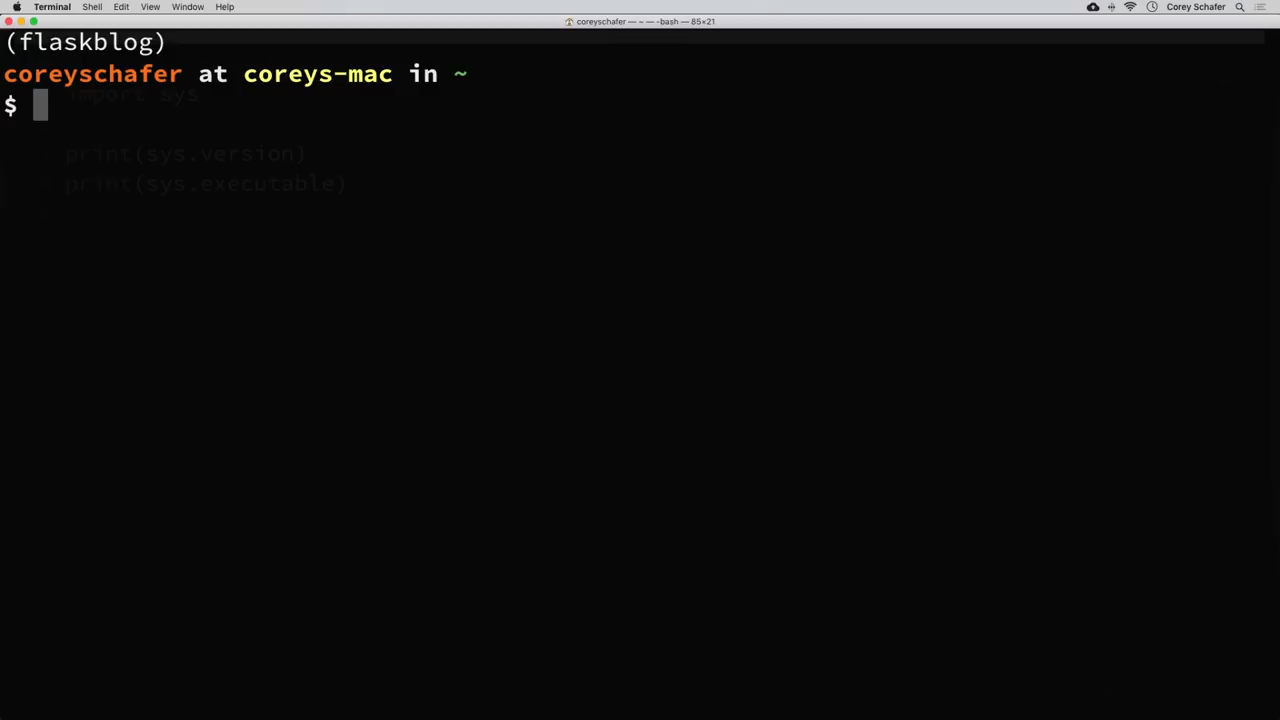 Terminal Shell Edit View Window Help Corey Schafer
coreyschafer — ~ — -bash — 85×21
(flaskblog)
coreyschafer at coreys-mac in ~
$
import sys
print(sys.version)
print(sys.executable)